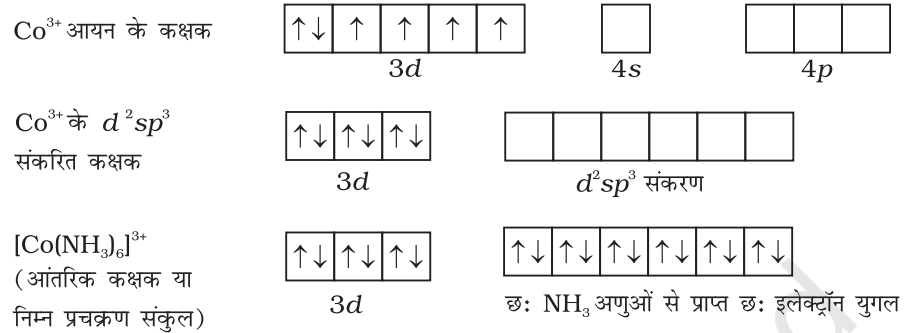 Co³⁺ आयन के कक्षक ↑↓ ↑ ↑ ↑ ↑
3d 4s 4p
Co³⁺ के d²sp³
संकरित कक्षक ↑↓ ↑↓ ↑↓
3d d²sp³ संकरण
[Co(NH₃)₆]³⁺
(आंतरिक कक्षक या ↑↓ ↑↓ ↑↓ ↑↓ ↑↓ ↑↓ ↑↓ ↑↓ ↑↓
निम्न प्रचक्रण संकुल) 3d छः NH₃ अणुओं से प्राप्त छः इलेक्ट्रॉन युगल